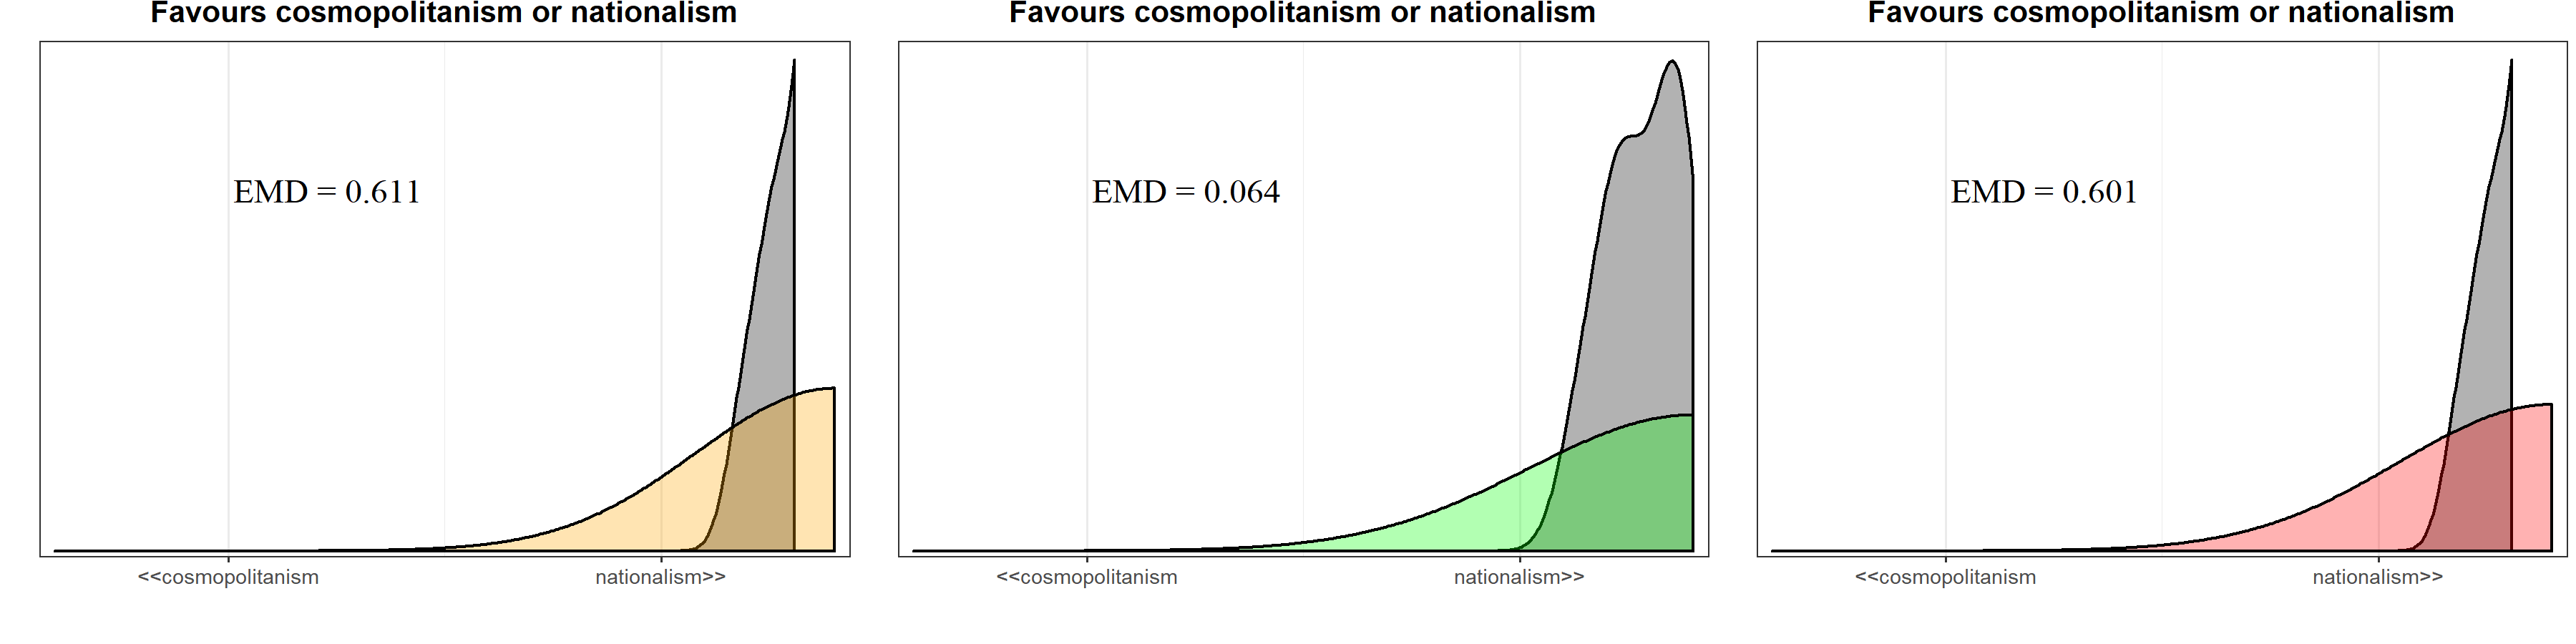 Favours cosmopolitanism or nationalism
EMD = 0.611
<<cosmopolitanism
nationalism>>
Favours cosmopolitanism or nationalism
EMD = 0.064
<<cosmopolitanism
nationalism>>
Favours cosmopolitanism or nationalism
EMD = 0.601
<<cosmopolitanism
nationalism>>